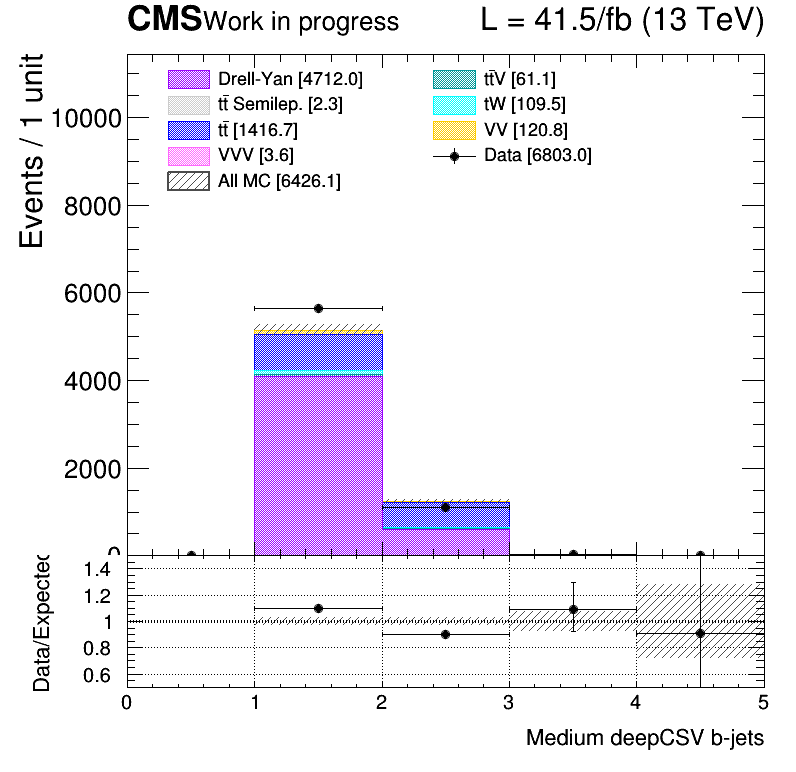 CMS Work in progress L = 41.5/fb (13 TeV)
Events / 1 unit
Drell-Yan [4712.0]
tt̄ Semilep. [2.3]
tt̄ [1416.7]
VVV [3.6]
All MC [6426.1]
tt̄V [61.1]
tW [109.5]
VV [120.8]
Data [6803.0]
10000
8000
6000
4000
2000
0
Data/Expected
1.4
1.2
1
0.8
0.6
0 1 2 3 4 5
Medium deepCSV b-jets